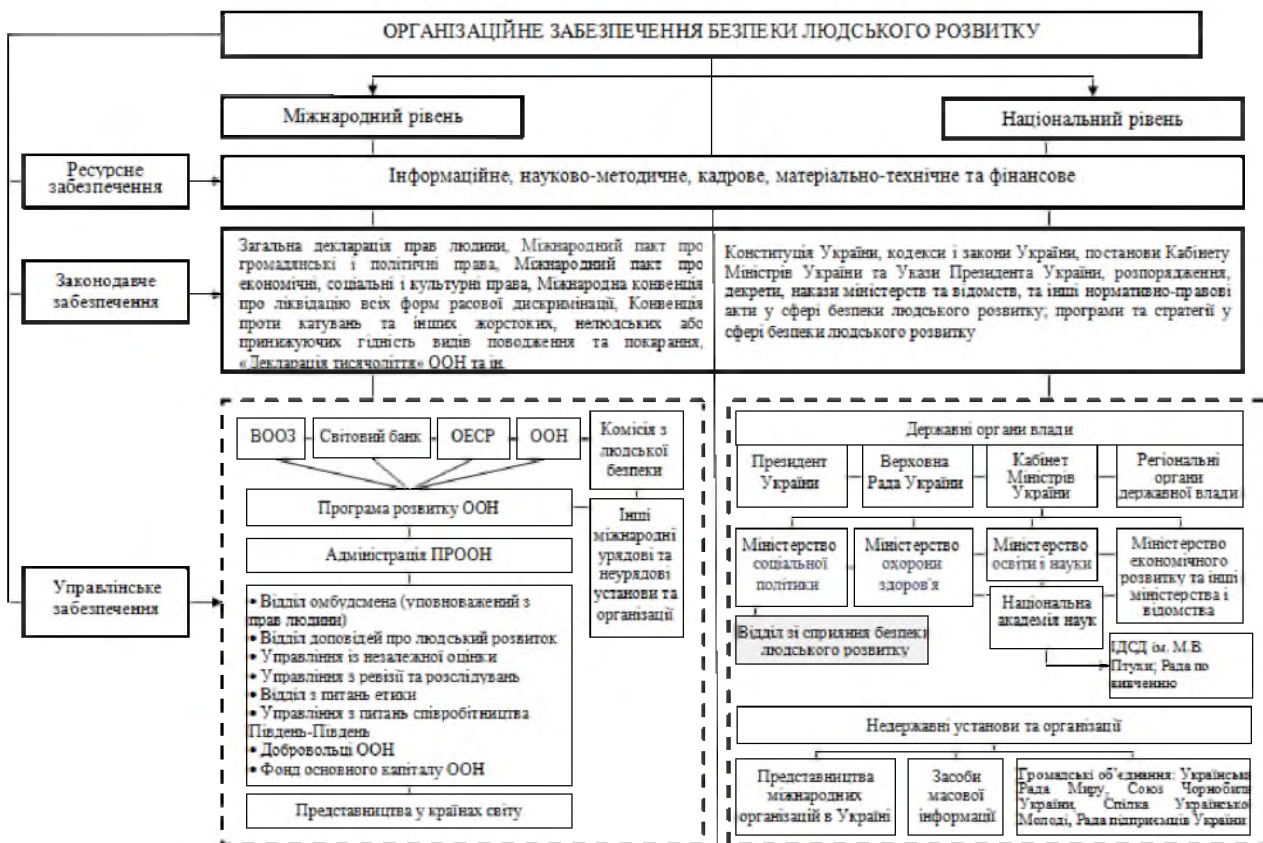 ОРГАНІЗАЦІЙНЕ ЗАБЕЗПЕЧЕННЯ БЕЗПЕКИ ЛЮДСЬКОГО РОЗВИТКУ
Міжнародний рівень
Національний рівень
Ресурсне
забезпечення
Інформаційне, науково-методичне, кадрове, матеріально-технічне та фінансове
Законодавче
забезпечення
Загальна декларація прав людини, Міжнародний пакт про
громадянські і політичні права, Міжнародний пакт про
економічні, соціальні і культурні права, Міжнародна конвенція
про ліквідацію всіх форм расової дискримінації, Конвенція
проти катувань та інших жорстоких, нелюдських або
принижуючих гідність видів поводження та покарання,
«Декларація тисячоліття» ООН та ін.
Конституція України, кодекси і закони України, постанови Кабінету
Міністрів України та Укази Президента України, розпорядження,
декрети, накази міністерств та відомств, та інші нормативно-правові
акти у сфері безпеки людського розвитку; програми та стратегії у
сфері безпеки людського розвитку
Управлінське
забезпечення
ВООЗ
Світовий банк
ОЕСР
ООН
Комісія з
людської
безпеки
Програма розвитку ООН
Інші
міжнародні
урядові та
неурядові
установи та
організації
Адміністрація ПРООН
• Відділ омбудсмена (уповноважений з
прав людини)
• Відділ доповідей про людський розвиток
• Управління із незалежної оцінки
• Управління з ревізії та розслідувань
• Відділ з питань етики
• Управління з питань співробітництва
Південь-Південь
• Добровольці ООН
• Фонд основного капіталу ООН
Представництва у країнах світу
Державні органи влади
Президент
України
Верховна
Рада України
Кабінет
Міністрів
України
Регіональні
органи
державної влади
Міністерство
соціальної
політики
Міністерство
охорони
здоров'я
Міністерство
освіти і науки
Міністерство
економічного
розвитку та інші
міністерства і
відомства
Національна
академія наук
Відділ зі сприяння безпеки
людського розвитку
ІДСД ім. М.В.
Птухи; Рада по
вивченню
Недержавні установи та організації
Представництва
міжнародних
організацій в Україні
Засоби
масової
інформації
Громадські об’єднання: Українська
Рада Миру, Союз Чорнобиль
України, Спілка Української
Молоді, Рада підприємців України